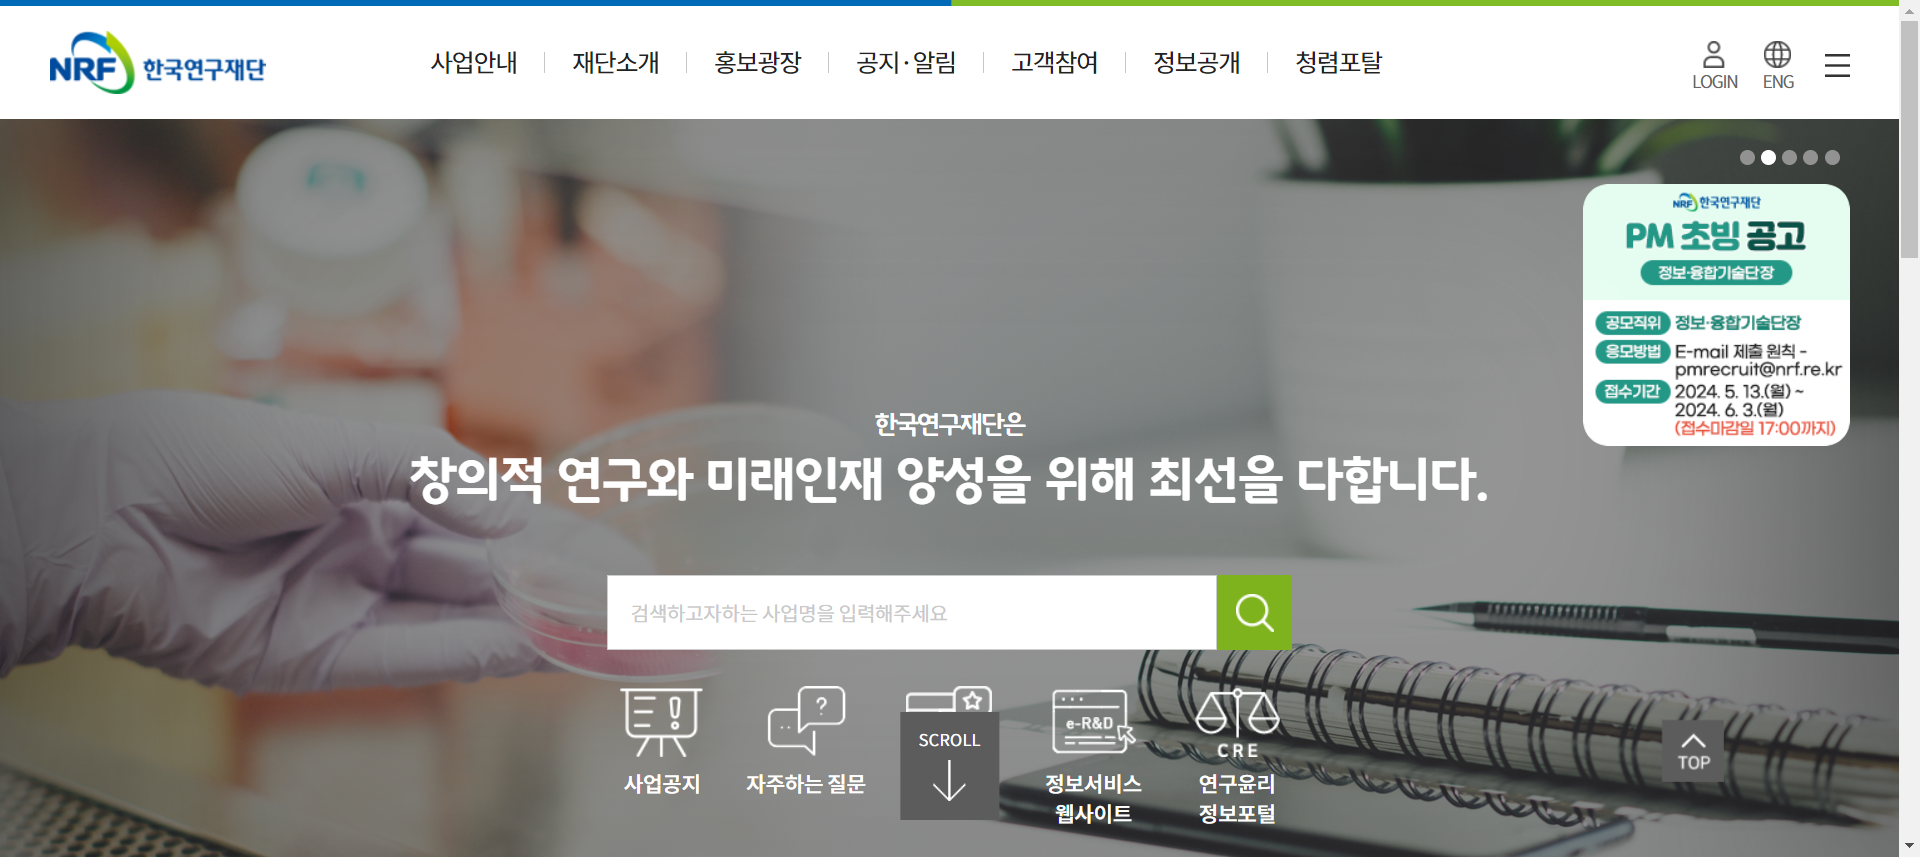 NRF 한국연구재단
사업안내
재단소개
홍보광장
공지·알림
고객참여
정보공개
청렴포탈
LOGIN
ENG
NRF 한국연구재단
PM 초빙 공고
정보·융합기술단장
공모직위 정보·융합기술단장
응모방법 E-mail 제출 원칙 -
pmrecruit@nrf.re.kr
접수기간 2024. 5. 13.(월) ~
2024. 6. 3.(월)
(접수마감일 17:00까지)
한국연구재단은
창의적 연구와 미래인재 양성을 위해 최선을 다합니다.
검색하고자하는 사업명을 입력해주세요
사업공지
?
자주하는 질문
SCROLL
e-R&D
정보서비스
웹사이트
CRE
연구윤리
정보포털
TOP